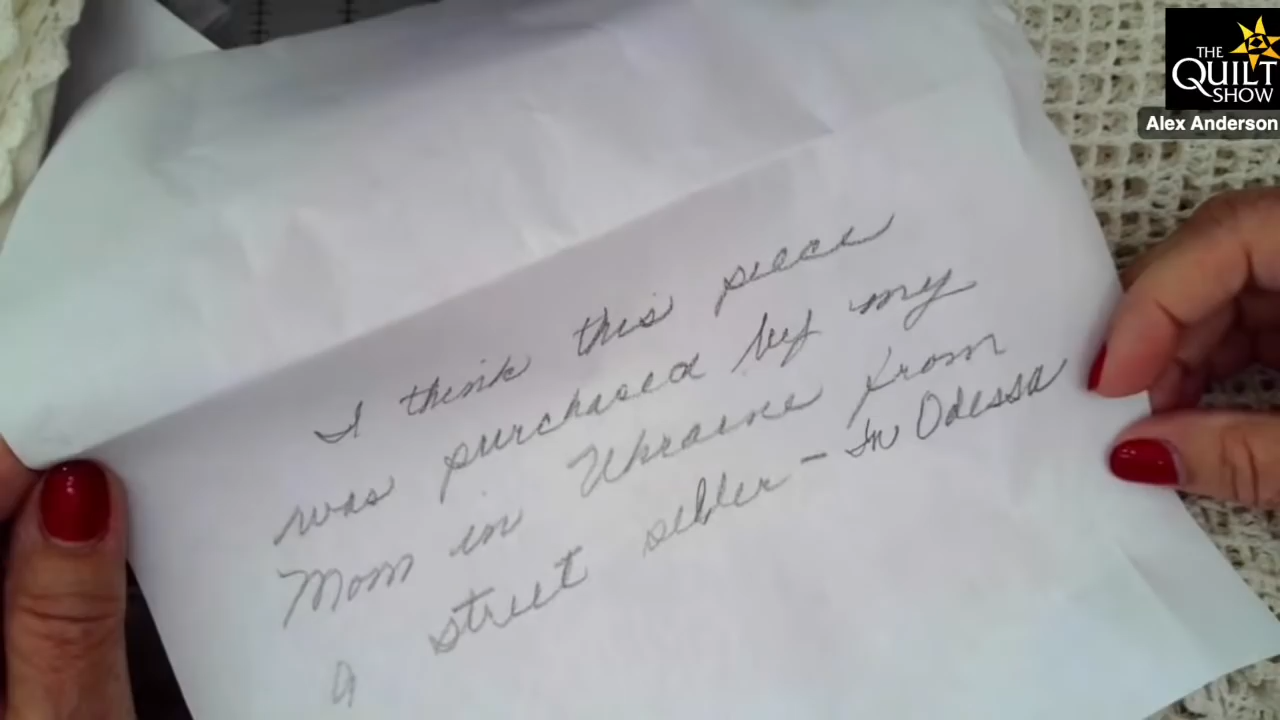 THE
QUILT
SHOW
Alex Anderson
I think this peace
was purchased by my
Mom in Ukraine from
a street seller - In Odessa